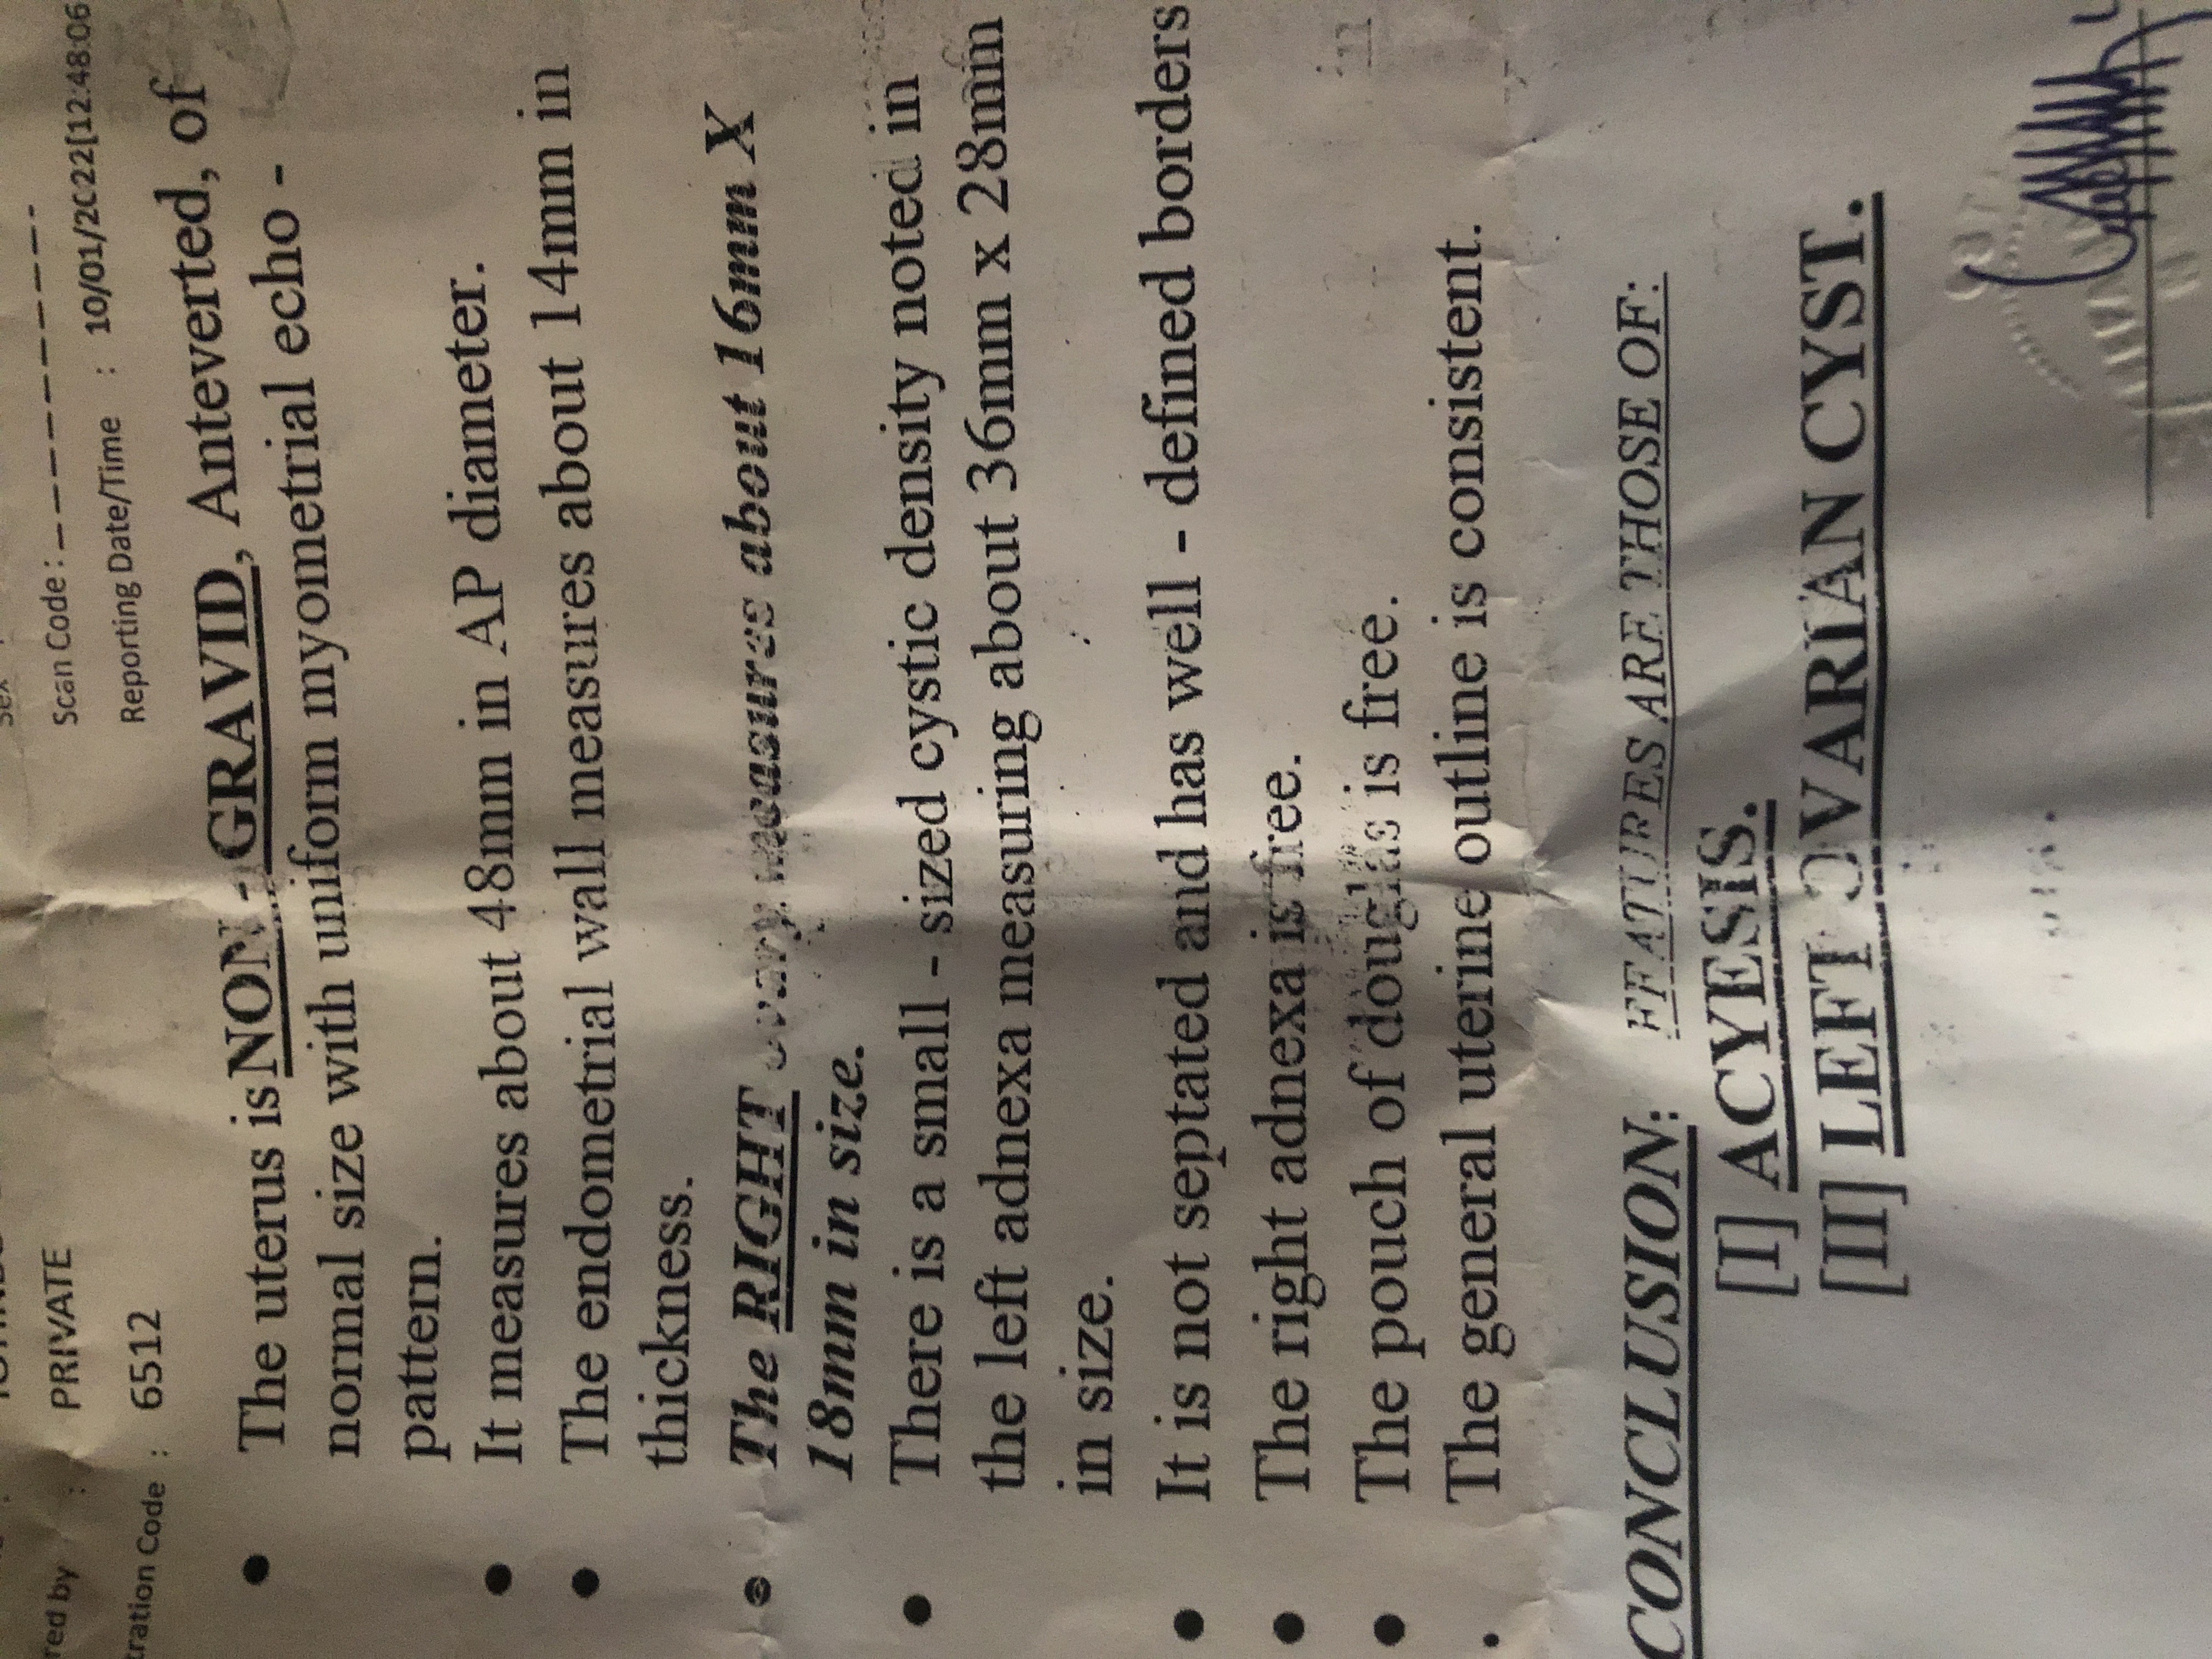 Scan Code : – – – – – – – – – – –
red by : PRIVATE
Reporting Date/Time : 10/01/2C22[12:48:06
tration Code : 6512
• The uterus is NON - GRAVID, Anteverted, of
normal size with uniform myometrial echo -
pattern.
• It measures about 48mm in AP diameter.
• The endometrial wall measures about 14mm in
thickness.
• The RIGHT ovary measures about 16mm X
18mm in size.
• There is a small - sized cystic density noted in
the left adnexa measuring about 36mm x 28mm
in size.
• It is not septated and has well - defined borders
• The right adnexa is free.
• The pouch of douglas is free.
• The general uterine outline is consistent.
CONCLUSION: FEATURES ARE THOSE OF:
[I] ACYESIS.
[II] LEFT OVARIAN CYST.